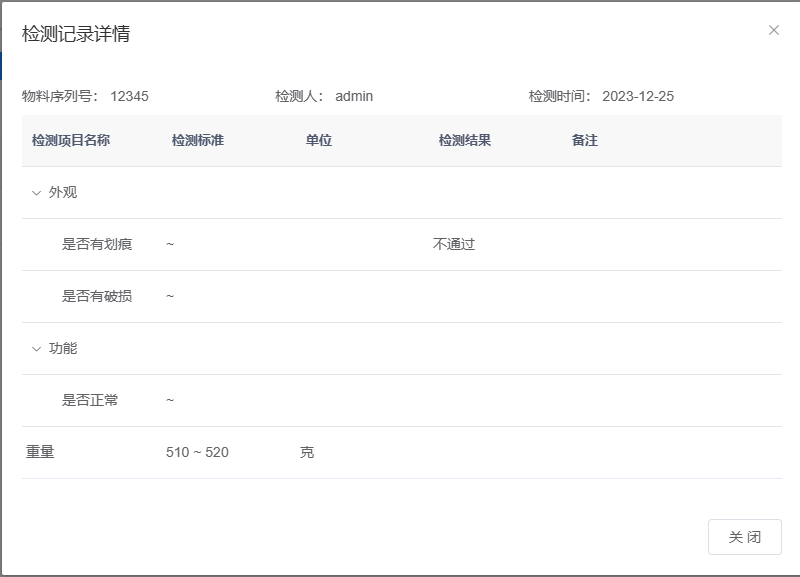 检测记录详情
物料序列号： 12345 检测人： admin 检测时间： 2023-12-25
检测项目名称 检测标准 单位 检测结果 备注
外观
是否有划痕 ~ 不通过
是否有破损 ~
功能
是否正常 ~
重量 510 ~ 520 克
关 闭